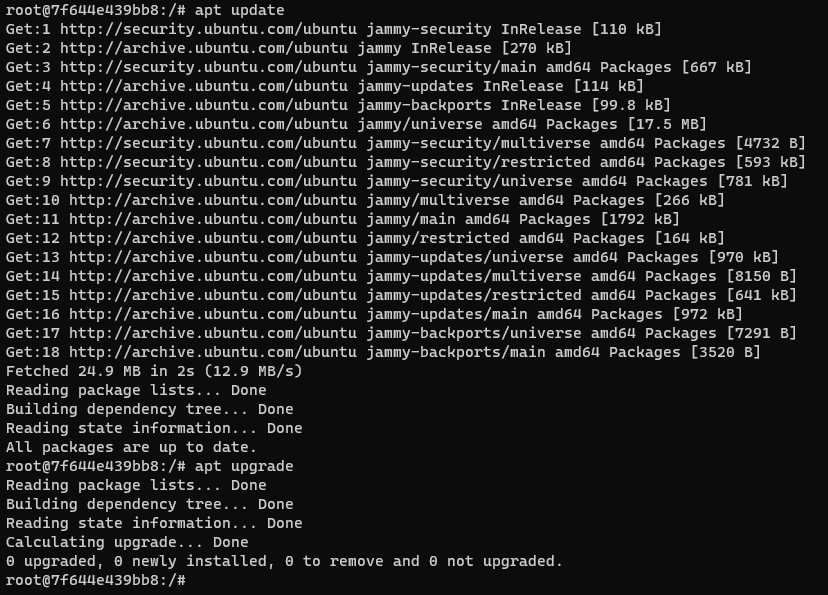 root@7f644e439bb8:/# apt update
Get:1 http://security.ubuntu.com/ubuntu jammy-security InRelease [110 kB]
Get:2 http://archive.ubuntu.com/ubuntu jammy InRelease [270 kB]
Get:3 http://security.ubuntu.com/ubuntu jammy-security/main amd64 Packages [667 kB]
Get:4 http://archive.ubuntu.com/ubuntu jammy-updates InRelease [114 kB]
Get:5 http://archive.ubuntu.com/ubuntu jammy-backports InRelease [99.8 kB]
Get:6 http://archive.ubuntu.com/ubuntu jammy/universe amd64 Packages [17.5 MB]
Get:7 http://security.ubuntu.com/ubuntu jammy-security/multiverse amd64 Packages [4732 B]
Get:8 http://security.ubuntu.com/ubuntu jammy-security/restricted amd64 Packages [593 kB]
Get:9 http://security.ubuntu.com/ubuntu jammy-security/universe amd64 Packages [781 kB]
Get:10 http://archive.ubuntu.com/ubuntu jammy/multiverse amd64 Packages [266 kB]
Get:11 http://archive.ubuntu.com/ubuntu jammy/main amd64 Packages [1792 kB]
Get:12 http://archive.ubuntu.com/ubuntu jammy/restricted amd64 Packages [164 kB]
Get:13 http://archive.ubuntu.com/ubuntu jammy-updates/universe amd64 Packages [970 kB]
Get:14 http://archive.ubuntu.com/ubuntu jammy-updates/multiverse amd64 Packages [8150 B]
Get:15 http://archive.ubuntu.com/ubuntu jammy-updates/restricted amd64 Packages [641 kB]
Get:16 http://archive.ubuntu.com/ubuntu jammy-updates/main amd64 Packages [972 kB]
Get:17 http://archive.ubuntu.com/ubuntu jammy-backports/universe amd64 Packages [7291 B]
Get:18 http://archive.ubuntu.com/ubuntu jammy-backports/main amd64 Packages [3520 B]
Fetched 24.9 MB in 2s (12.9 MB/s)
Reading package lists... Done
Building dependency tree... Done
Reading state information... Done
All packages are up to date.
root@7f644e439bb8:/# apt upgrade
Reading package lists... Done
Building dependency tree... Done
Reading state information... Done
Calculating upgrade... Done
0 upgraded, 0 newly installed, 0 to remove and 0 not upgraded.
root@7f644e439bb8:/#